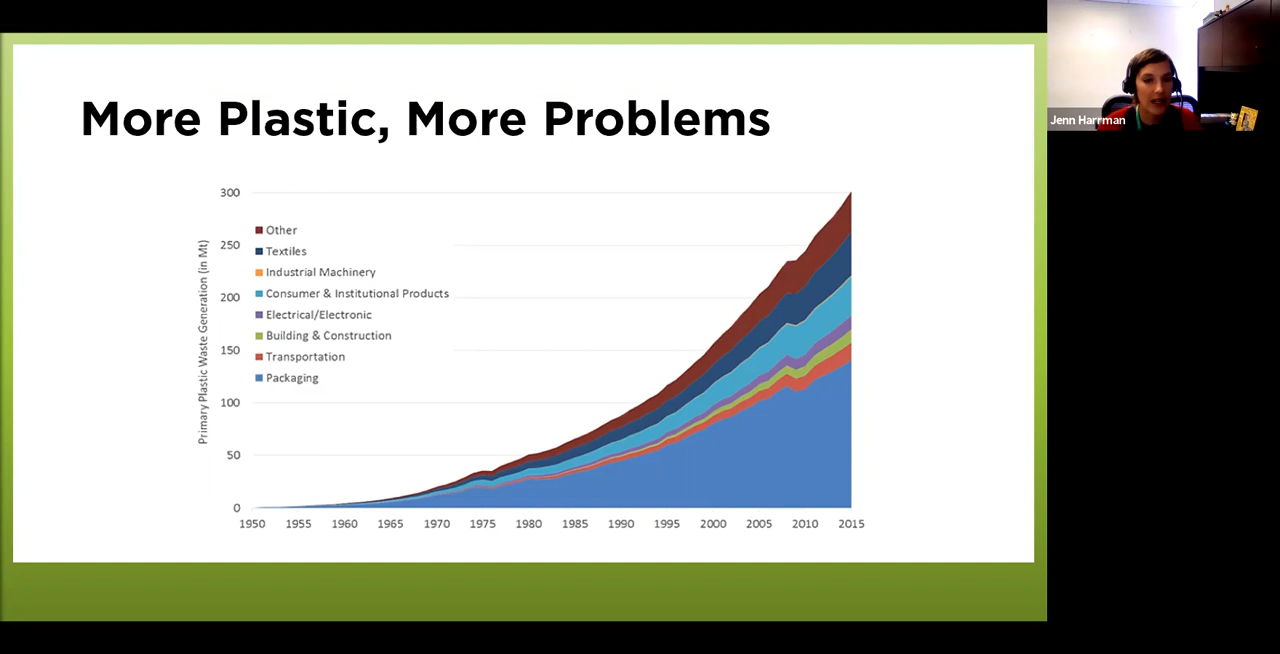 More Plastic, More Problems
Primary Plastic Waste Generation (in Mt)
300
250
200
150
100
50
0
Other
Textiles
Industrial Machinery
Consumer & Institutional Products
Electrical/Electronic
Building & Construction
Transportation
Packaging
1950 1955 1960 1965 1970 1975 1980 1985 1990 1995 2000 2005 2010 2015
Jenn Harrman